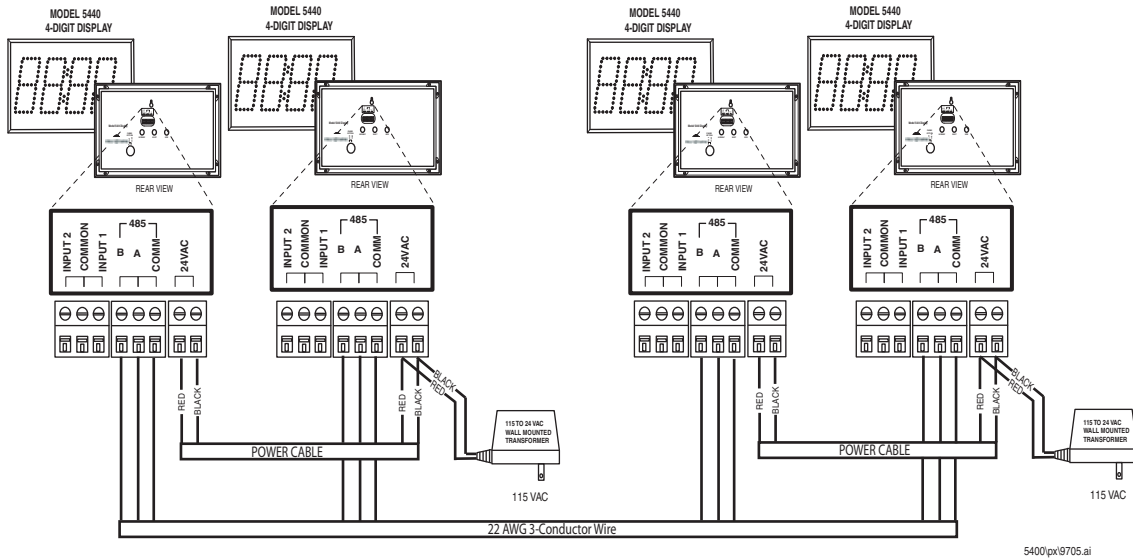 MODEL 5440
4-DIGIT DISPLAY
MODEL 5440
4-DIGIT DISPLAY
MODEL 5440
4-DIGIT DISPLAY
MODEL 5440
4-DIGIT DISPLAY
REAR VIEW
REAR VIEW
REAR VIEW
REAR VIEW
INPUT 2
COMMON
INPUT 1
485
B A
COMM
24VAC
INPUT 2
COMMON
INPUT 1
485
B A
COMM
24VAC
INPUT 2
COMMON
INPUT 1
485
B A
COMM
24VAC
INPUT 2
COMMON
INPUT 1
485
B A
COMM
24VAC
RED
BLACK
RED
BLACK
BLACK
RED
RED
BLACK
RED
BLACK
BLACK
RED
115 TO 24 VAC
WALL MOUNTED
TRANSFORMER
115 VAC
115 TO 24 VAC
WALL MOUNTED
TRANSFORMER
115 VAC
POWER CABLE
POWER CABLE
22 AWG 3-Conductor Wire
5400\px\9705.ai